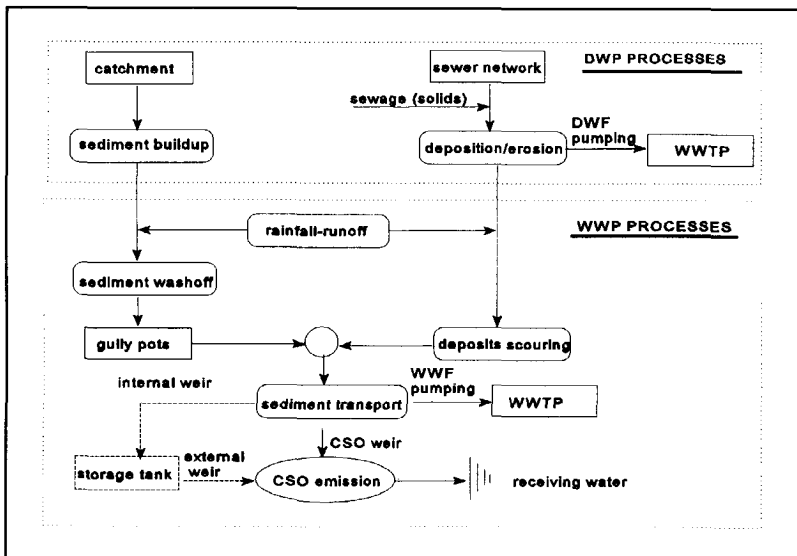 catchment
sewer network
DWP PROCESSES
sewage (solids)
DWF
pumping
sediment buildup
deposition/erosion
WWTP
rainfall-runoff
WWP PROCESSES
sediment washoff
gully pots
deposits scouring
internal weir
WWF
pumping
sediment transport
WWTP
CSO weir
external
weir
storage tank
CSO emission
receiving water